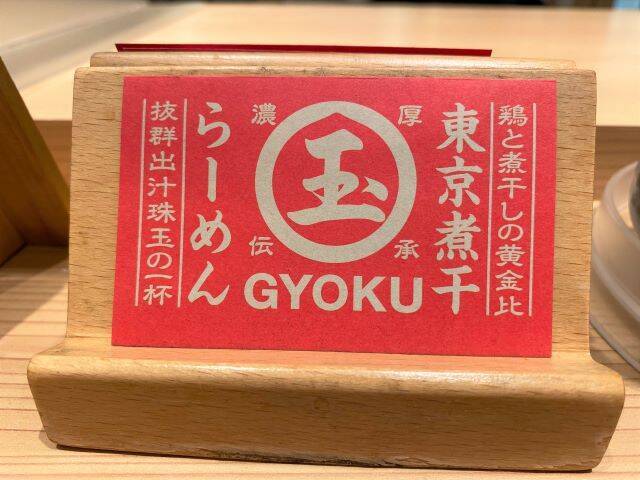 鶏と煮干しの黄金比
東京煮干
濃厚
玉
伝承
GYOKU
らーめん
抜群出汁珠玉の一杯